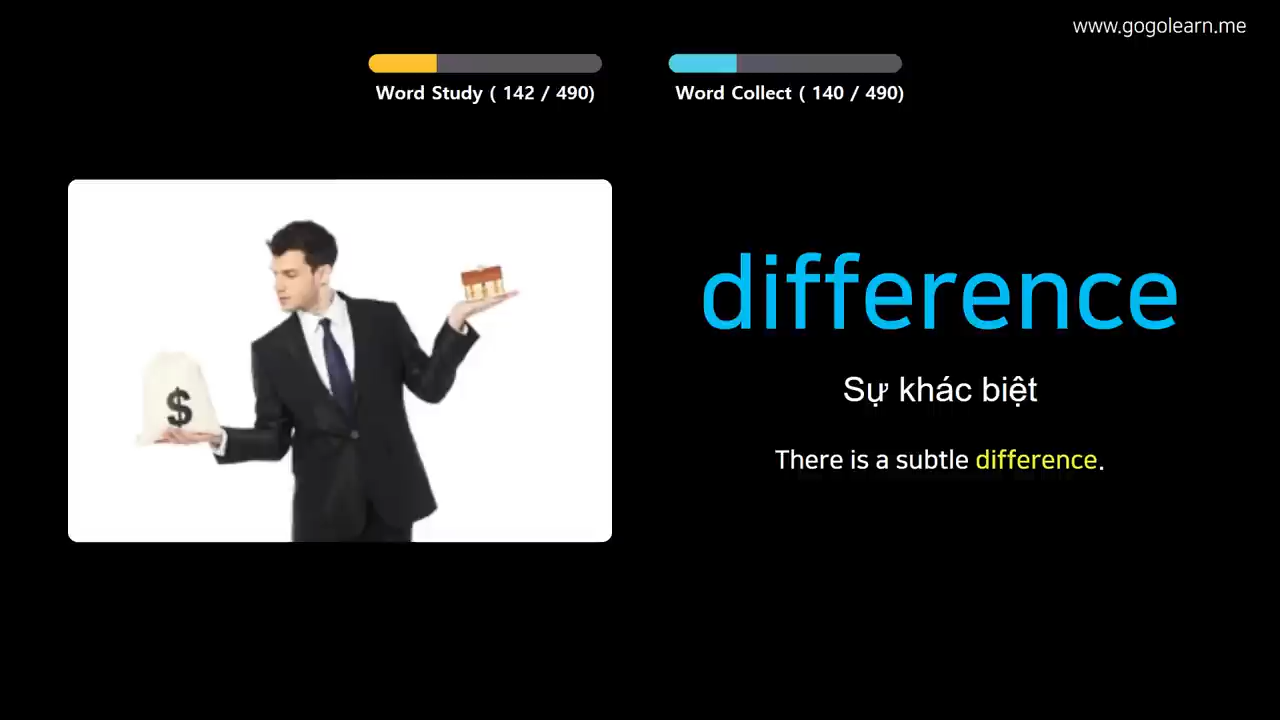 www.gogolearn.me
Word Study ( 142 / 490)
Word Collect ( 140 / 490)
$
difference
Sự khác biệt
There is a subtle difference.